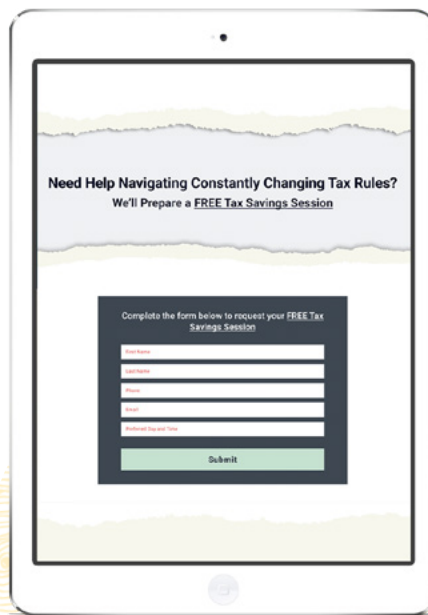 Need Help Navigating Constantly Changing Tax Rules?
We'll Prepare a FREE Tax Savings Session
Complete the form below to request your FREE Tax
Savings Session
First Name
Last Name
Phone
Email
Preferred Day and Time
Submit